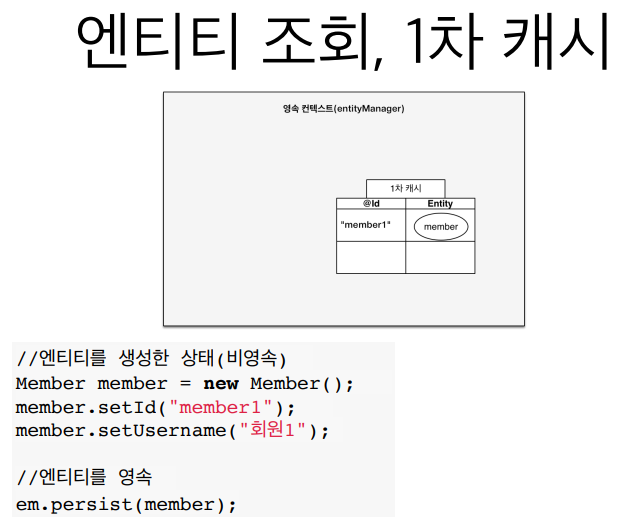 엔티티 조회, 1차 캐시
영속 컨텍스트(entityManager)
1차 캐시
@Id Entity
"member1" member
//엔티티를 생성한 상태(비영속)
Member member = new Member();
member.setId("member1");
member.setUsername("회원1");
//엔티티를 영속
em.persist(member);